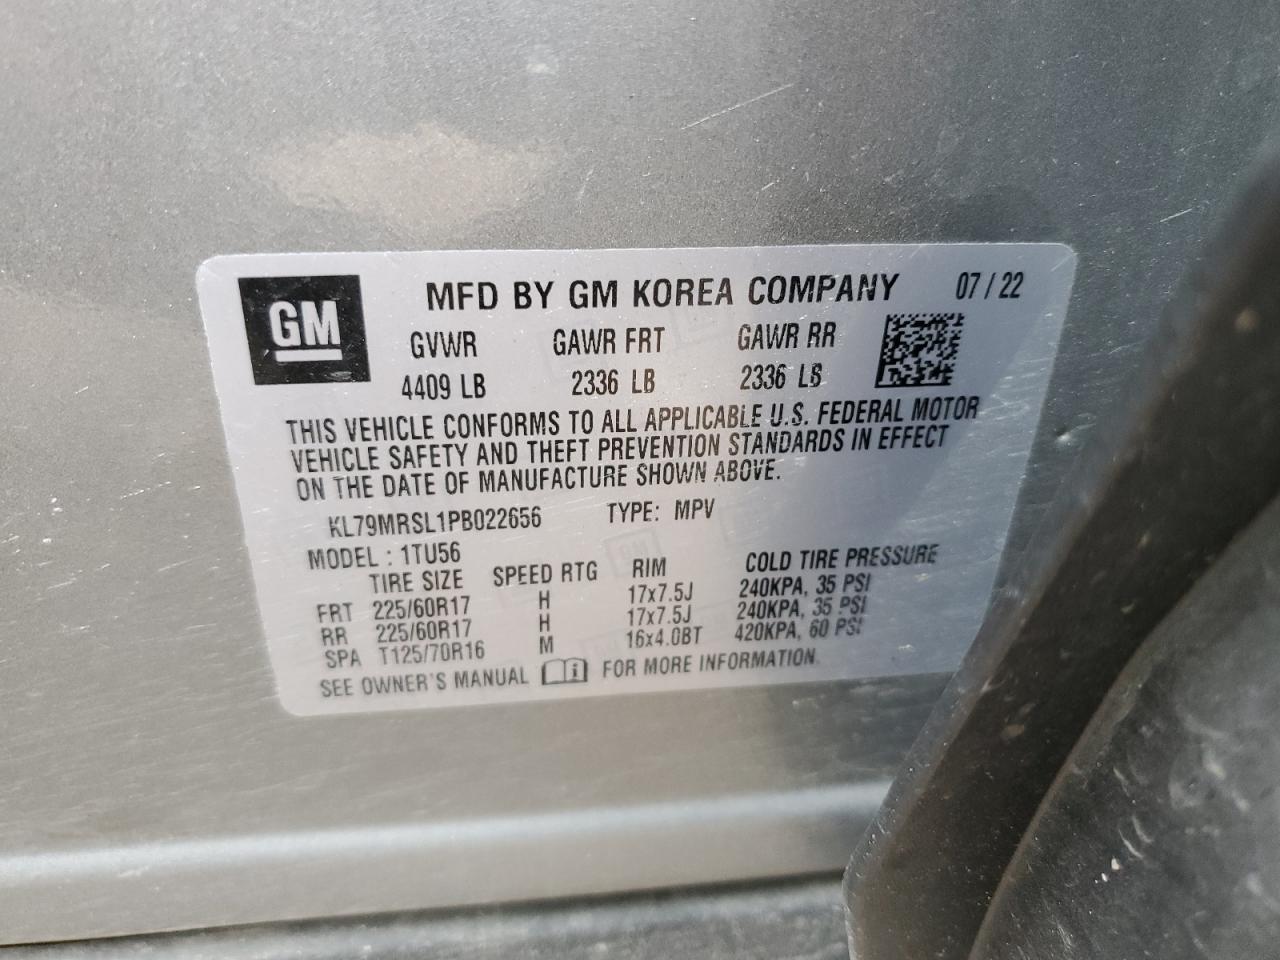 GM
MFD BY GM KOREA COMPANY 07 / 22
GVWR GAWR FRT GAWR RR
4409 LB 2336 LB 2336 LB
THIS VEHICLE CONFORMS TO ALL APPLICABLE U.S. FEDERAL MOTOR
VEHICLE SAFETY AND THEFT PREVENTION STANDARDS IN EFFECT
ON THE DATE OF MANUFACTURE SHOWN ABOVE.
KL79MRSL1PB022656 TYPE: MPV
MODEL : 1TU56
TIRE SIZE SPEED RTG RIM COLD TIRE PRESSURE
FRT 225/60R17 H 17x7.5J 240KPA, 35 PSI
RR 225/60R17 H 17x7.5J 240KPA, 35 PSI
SPA T125/70R16 M 16x4.0BT 420KPA, 60 PSI
SEE OWNER'S MANUAL FOR MORE INFORMATION.